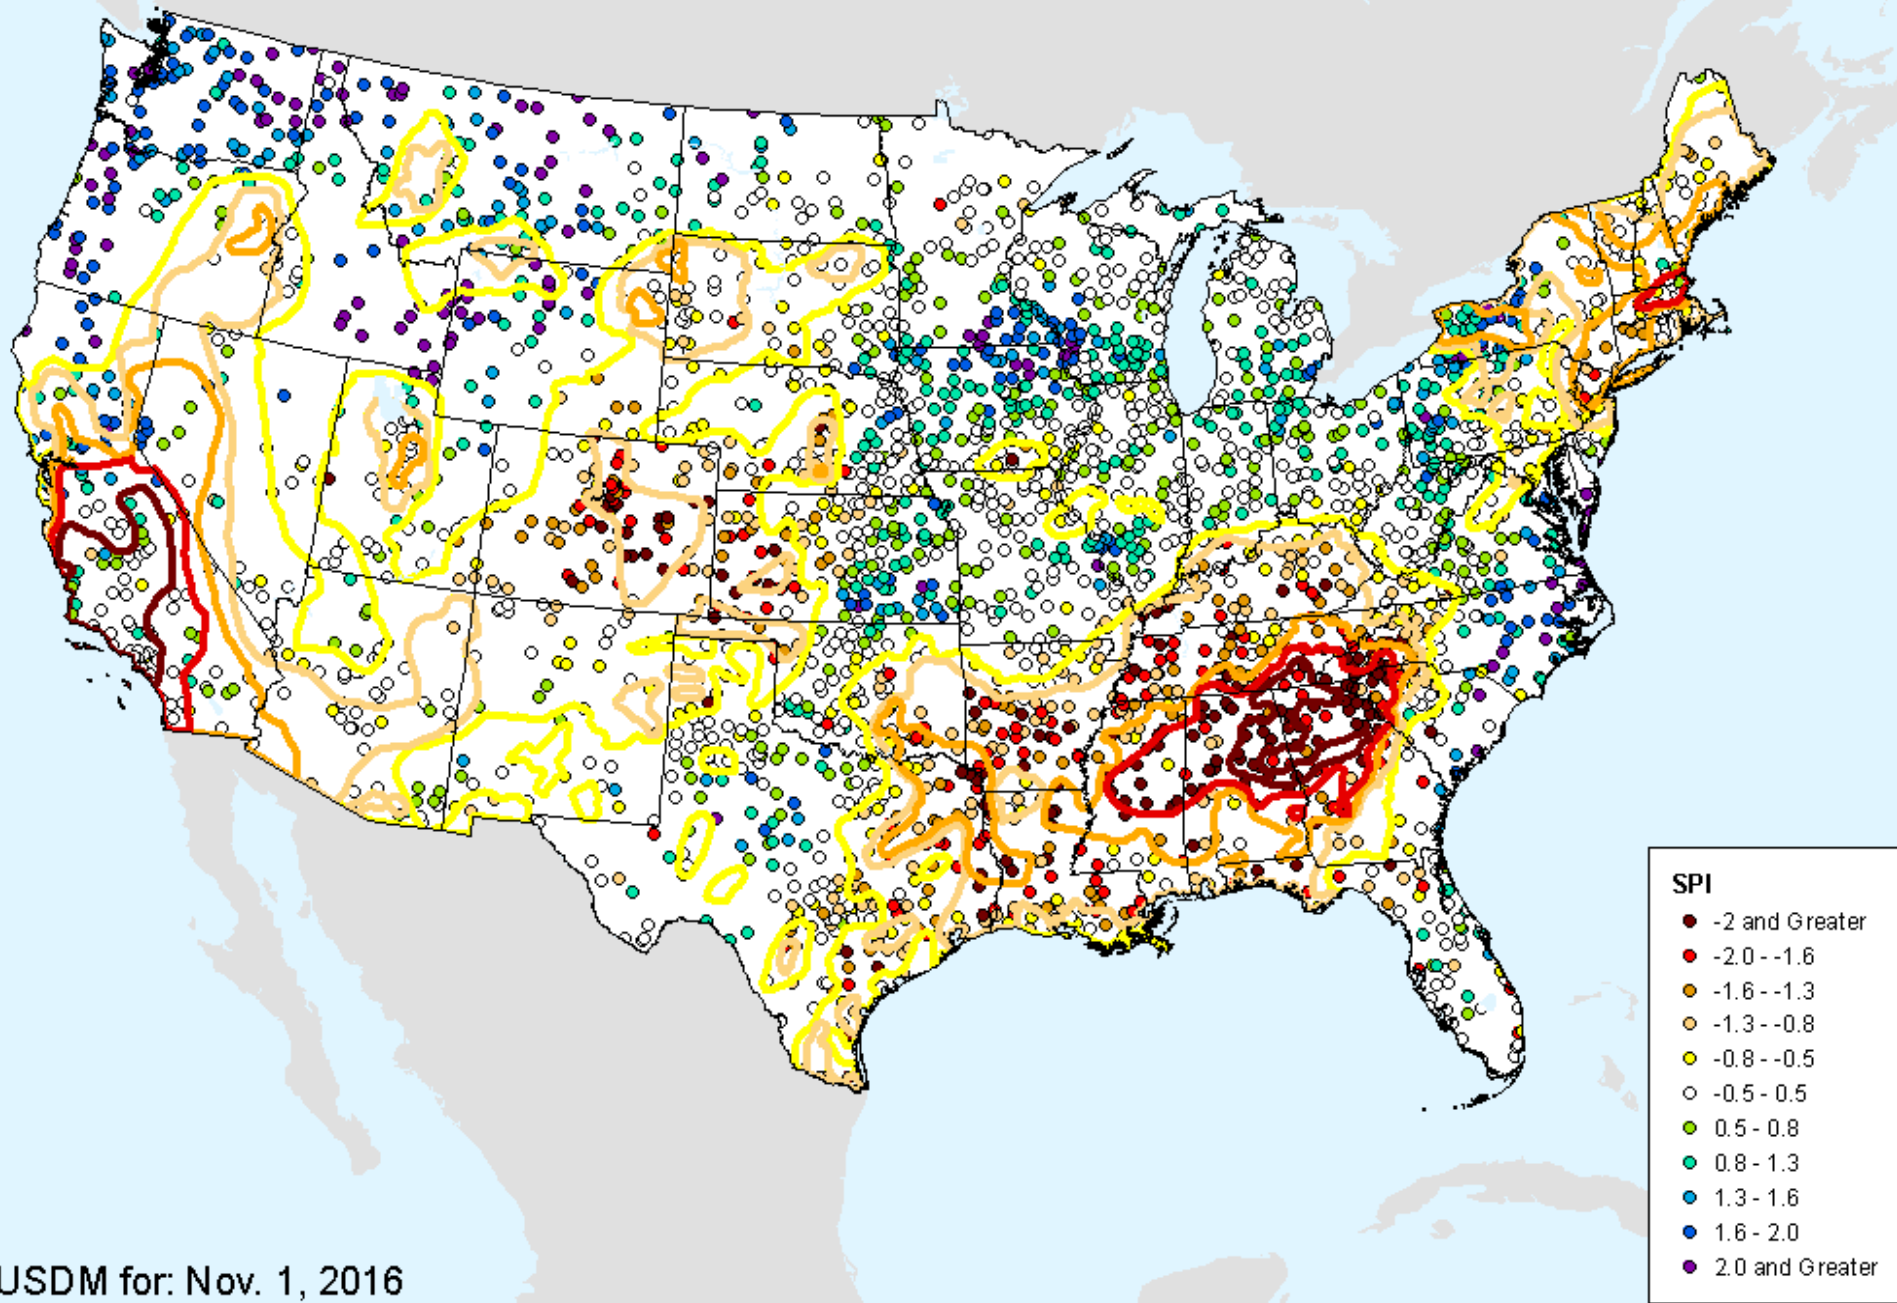 SPI
-2 and Greater
-2.0 - -1.6
-1.6 - -1.3
-1.3 - -0.8
-0.8 - -0.5
-0.5 - 0.5
0.5 - 0.8
0.8 - 1.3
1.3 - 1.6
1.6 - 2.0
2.0 and Greater
USDM for: Nov. 1, 2016